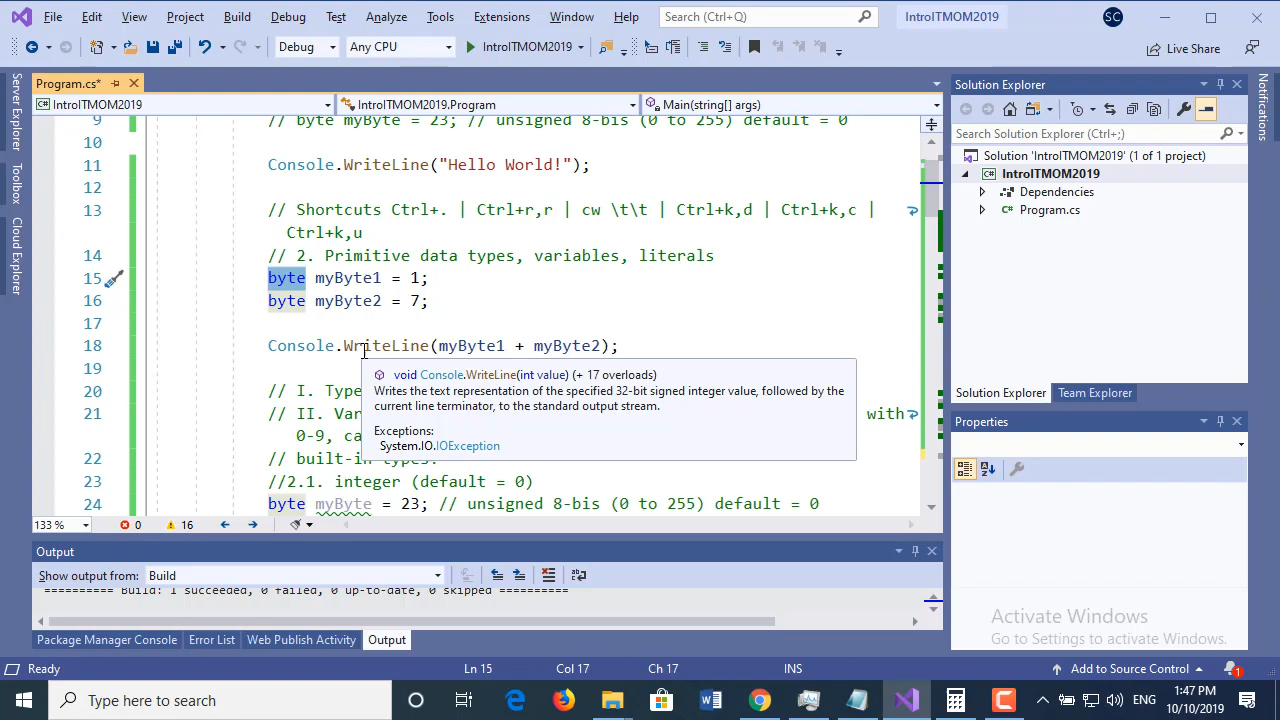 File Edit View Project Build Debug Test Analyze Tools Extensions Window Help Search (Ctrl+Q) IntroITMOM2019 SC
Debug Any CPU IntroITMOM2019 Live Share
Server Explorer
Toolbox
Cloud Explorer
Program.cs*
IntroITMOM2019 IntroITMOM2019.Program Main(string[] args)
9 // byte myByte = 23; // unsigned 8-bis (0 to 255) default = 0
10
11 Console.WriteLine("Hello World!");
12
13 // Shortcuts Ctrl+. | Ctrl+r,r | cw \t\t | Ctrl+k,d | Ctrl+k,c |
Ctrl+k,u
14 // 2. Primitive data types, variables, literals
15 byte myByte1 = 1;
16 byte myByte2 = 7;
17
18 Console.WriteLine(myByte1 + myByte2);
19
void Console.WriteLine(int value) (+ 17 overloads)
Writes the text representation of the specified 32-bit signed integer value, followed by the
current line terminator, to the standard output stream.
Exceptions:
System.IO.IOException
20 // I. Type
21 // II. Var with
0-9, ca
22 // built-in types:
23 //2.1. integer (default = 0)
24 byte myByte = 23; // unsigned 8-bis (0 to 255) default = 0
133 % 0 16
Output
Show output from: Build
========== Build: 1 succeeded, 0 failed, 0 up-to-date, 0 skipped ==========
Package Manager Console Error List Web Publish Activity Output
Solution Explorer
Search Solution Explorer (Ctrl+;)
Solution 'IntroITMOM2019' (1 of 1 project)
IntroITMOM2019
Dependencies
Program.cs
Solution Explorer Team Explorer
Properties
Notifications
Activate Windows
Go to Settings to activate Windows.
Ready Ln 15 Col 17 Ch 17 INS Add to Source Control 1
Type here to search
ENG
1:47 PM
10/10/2019